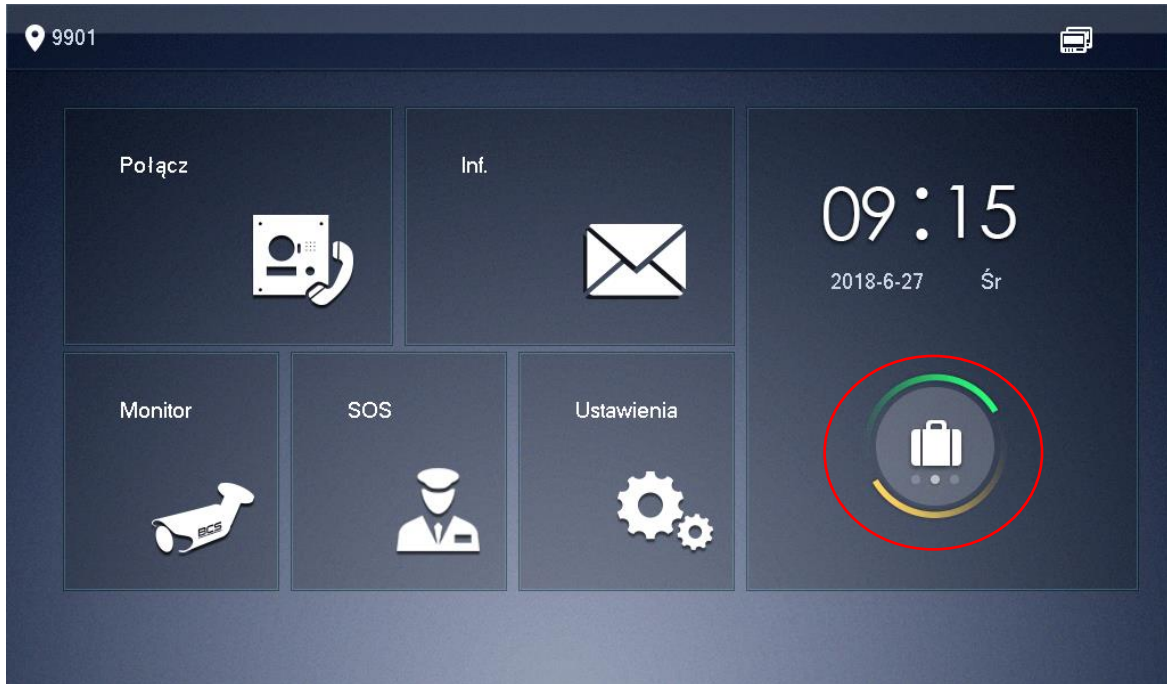 9901
Połącz
Inf.
09:15
2018-6-27 Śr
Monitor
SOS
Ustawienia
BCS